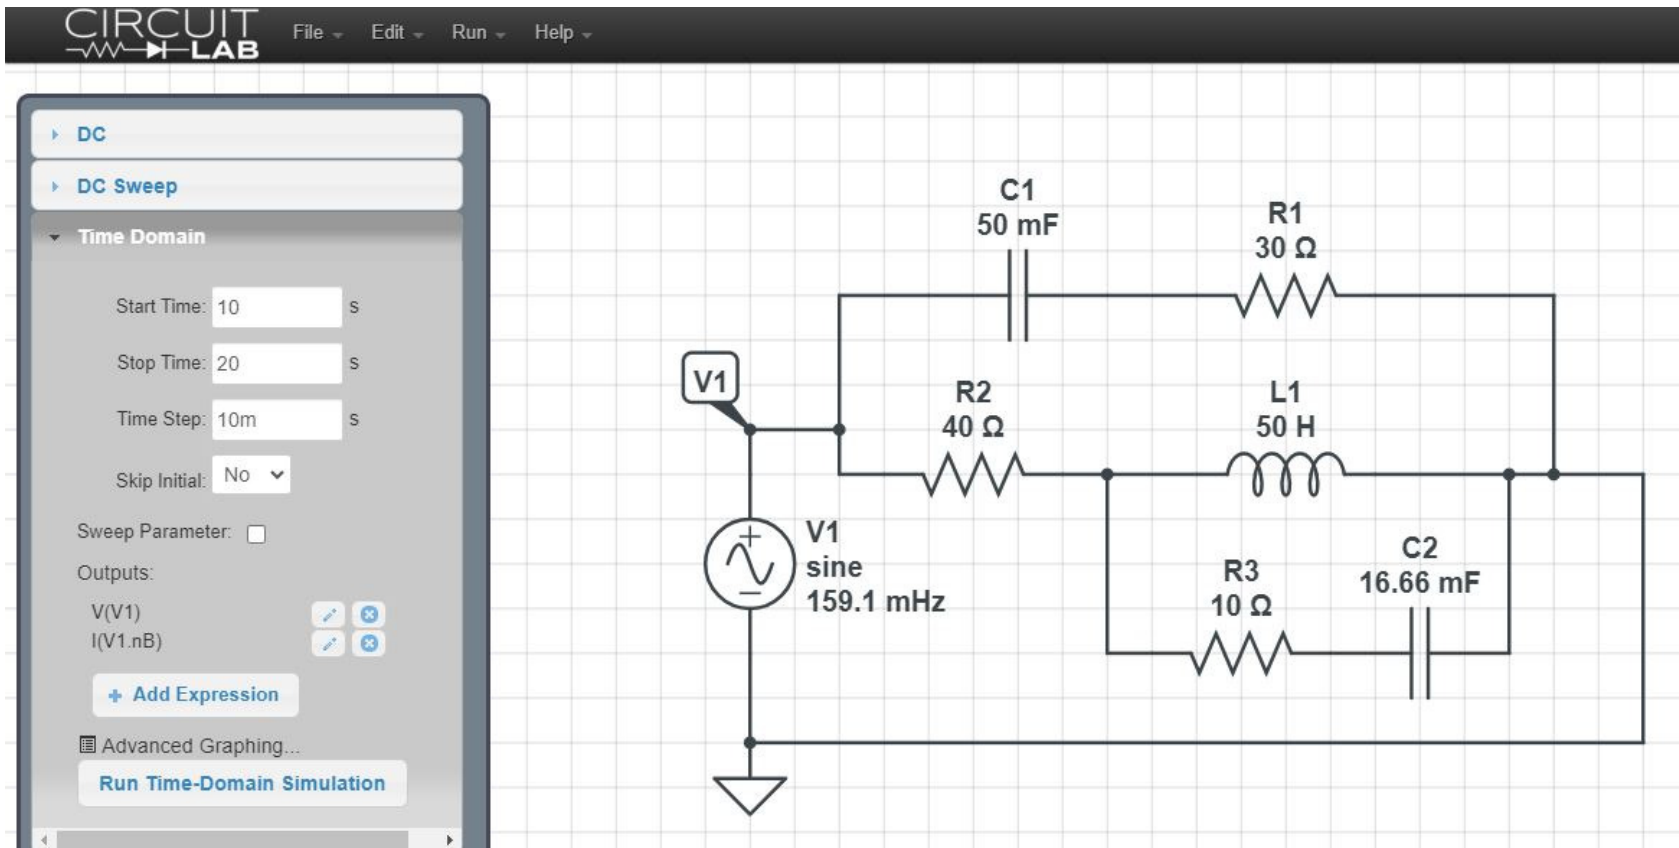 CIRCUIT
LAB
File Edit Run Help
DC
DC Sweep
Time Domain
Start Time: 10 s
Stop Time: 20 s
Time Step: 10m s
Skip Initial: No
Sweep Parameter:
Outputs:
V(V1)
I(V1.nB)
+ Add Expression
Advanced Graphing...
Run Time-Domain Simulation
C1
50 mF
R1
30 Ω
V1
R2
40 Ω
L1
50 H
V1
sine
159.1 mHz
R3
10 Ω
C2
16.66 mF